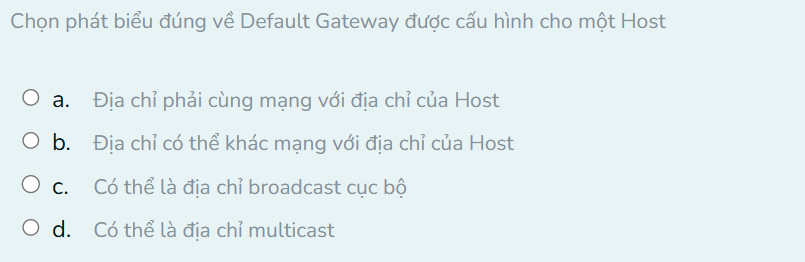 Chọn phát biểu đúng về Default Gateway được cấu hình cho một Host
a. Địa chỉ phải cùng mạng với địa chỉ của Host
b. Địa chỉ có thể khác mạng với địa chỉ của Host
c. Có thể là địa chỉ broadcast cục bộ
d. Có thể là địa chỉ multicast